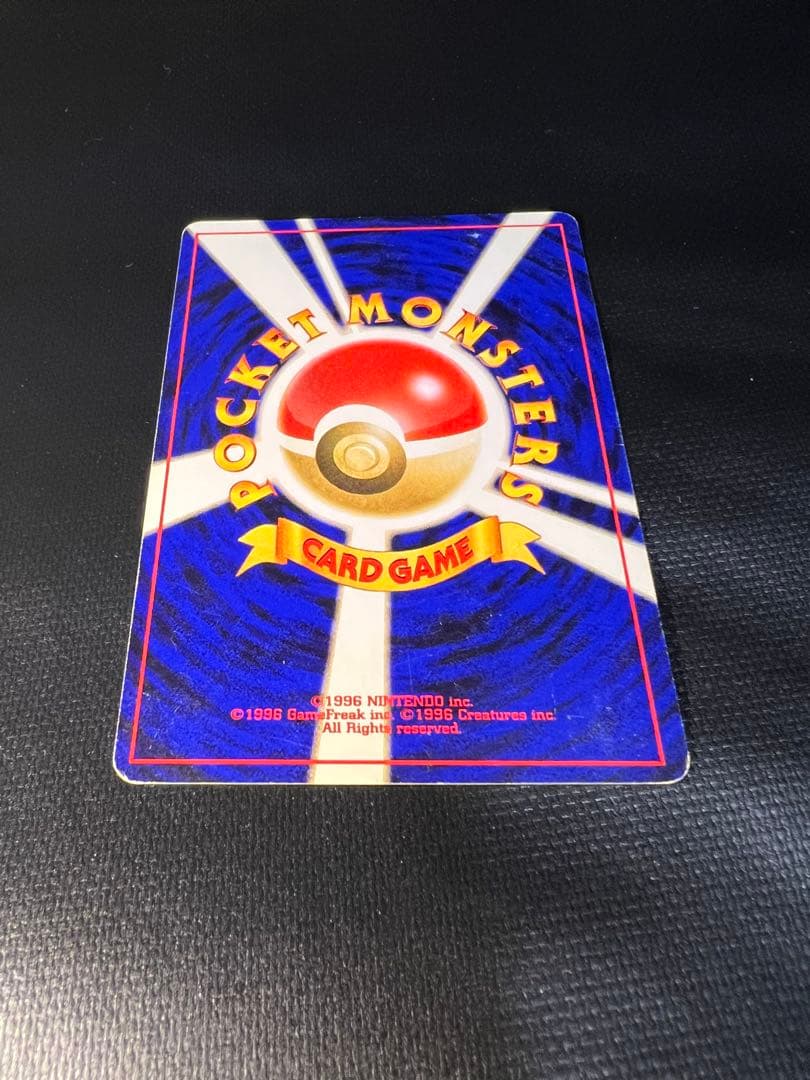 POCKET MONSTERS
CARD GAME
©1996 NINTENDO inc.
©1996 GameFreak inc. ©1996 Creatures inc.
All Rights reserved.